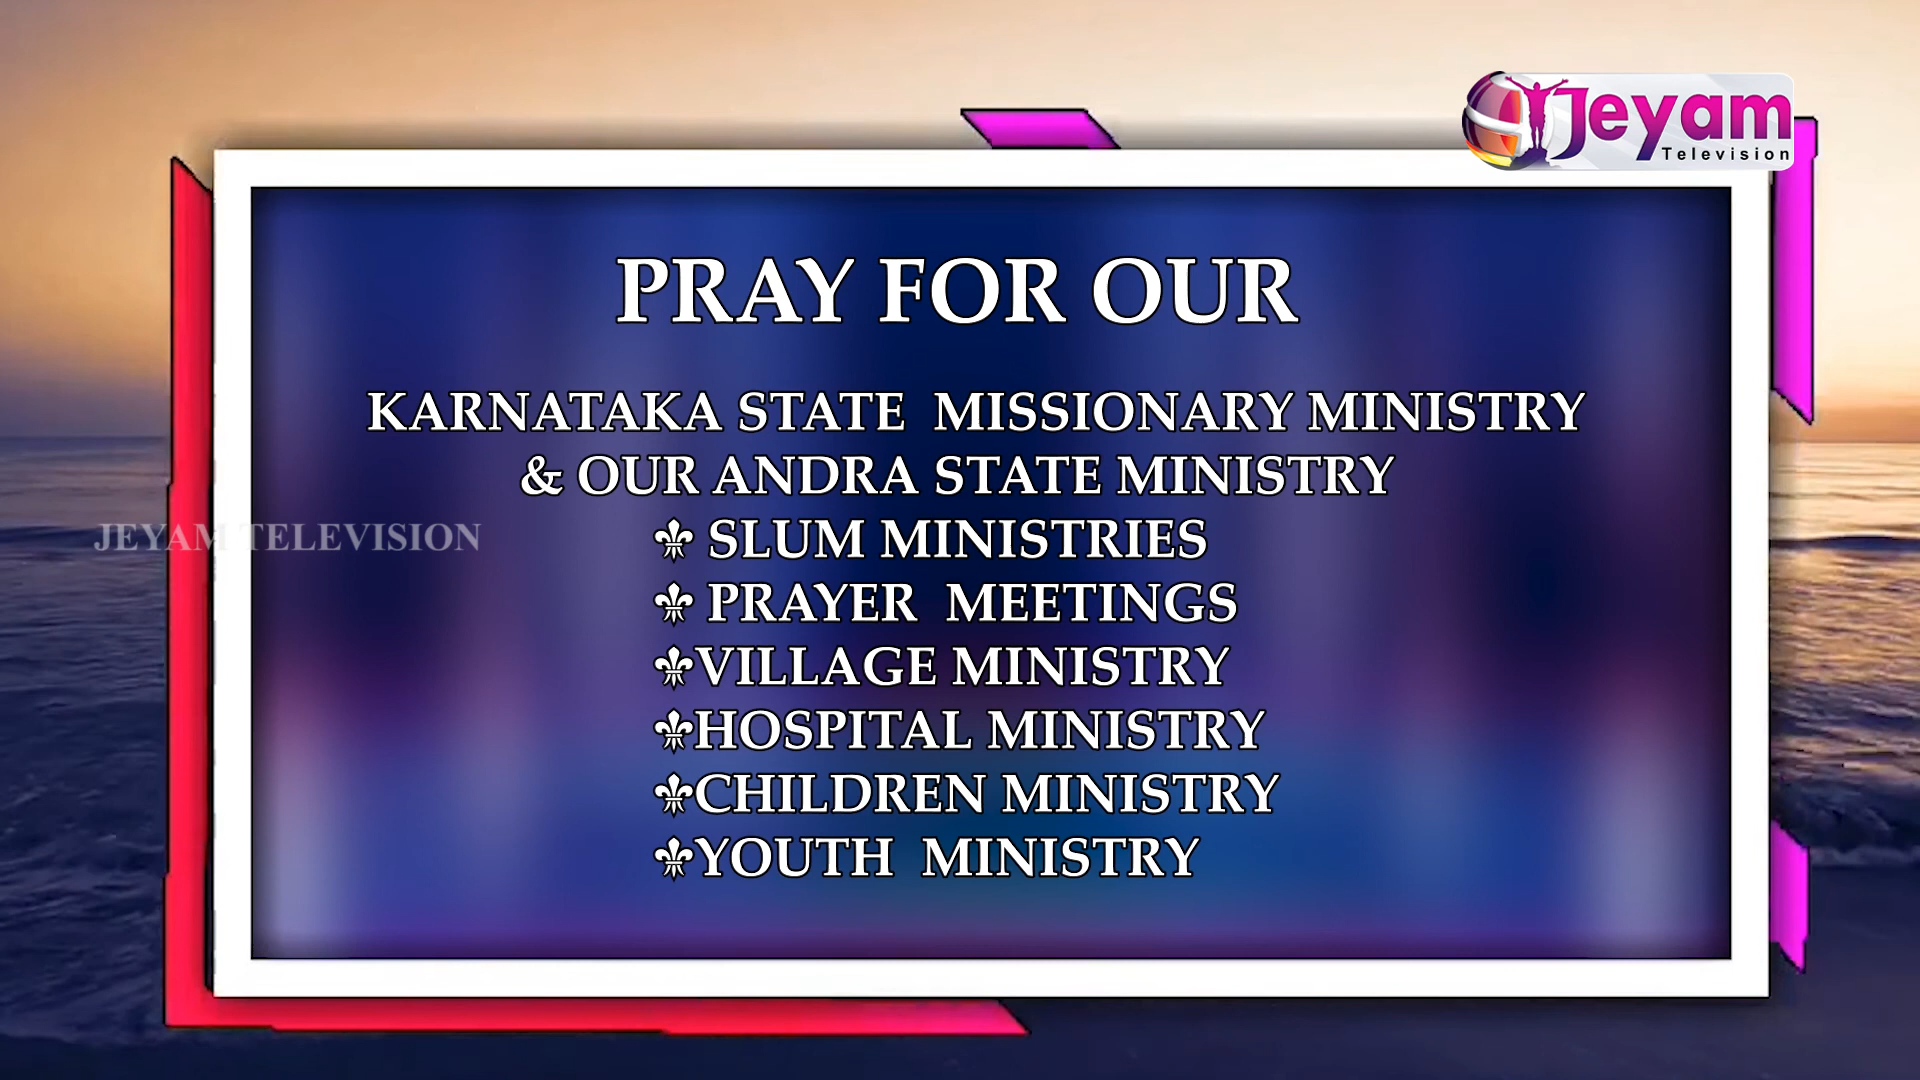 Jeyam
Television
PRAY FOR OUR
KARNATAKA STATE MISSIONARY MINISTRY
& OUR ANDRA STATE MINISTRY
⚜ SLUM MINISTRIES
⚜ PRAYER MEETINGS
JEYAM TELEVISION
⚜VILLAGE MINISTRY
⚜HOSPITAL MINISTRY
⚜CHILDREN MINISTRY
⚜YOUTH MINISTRY